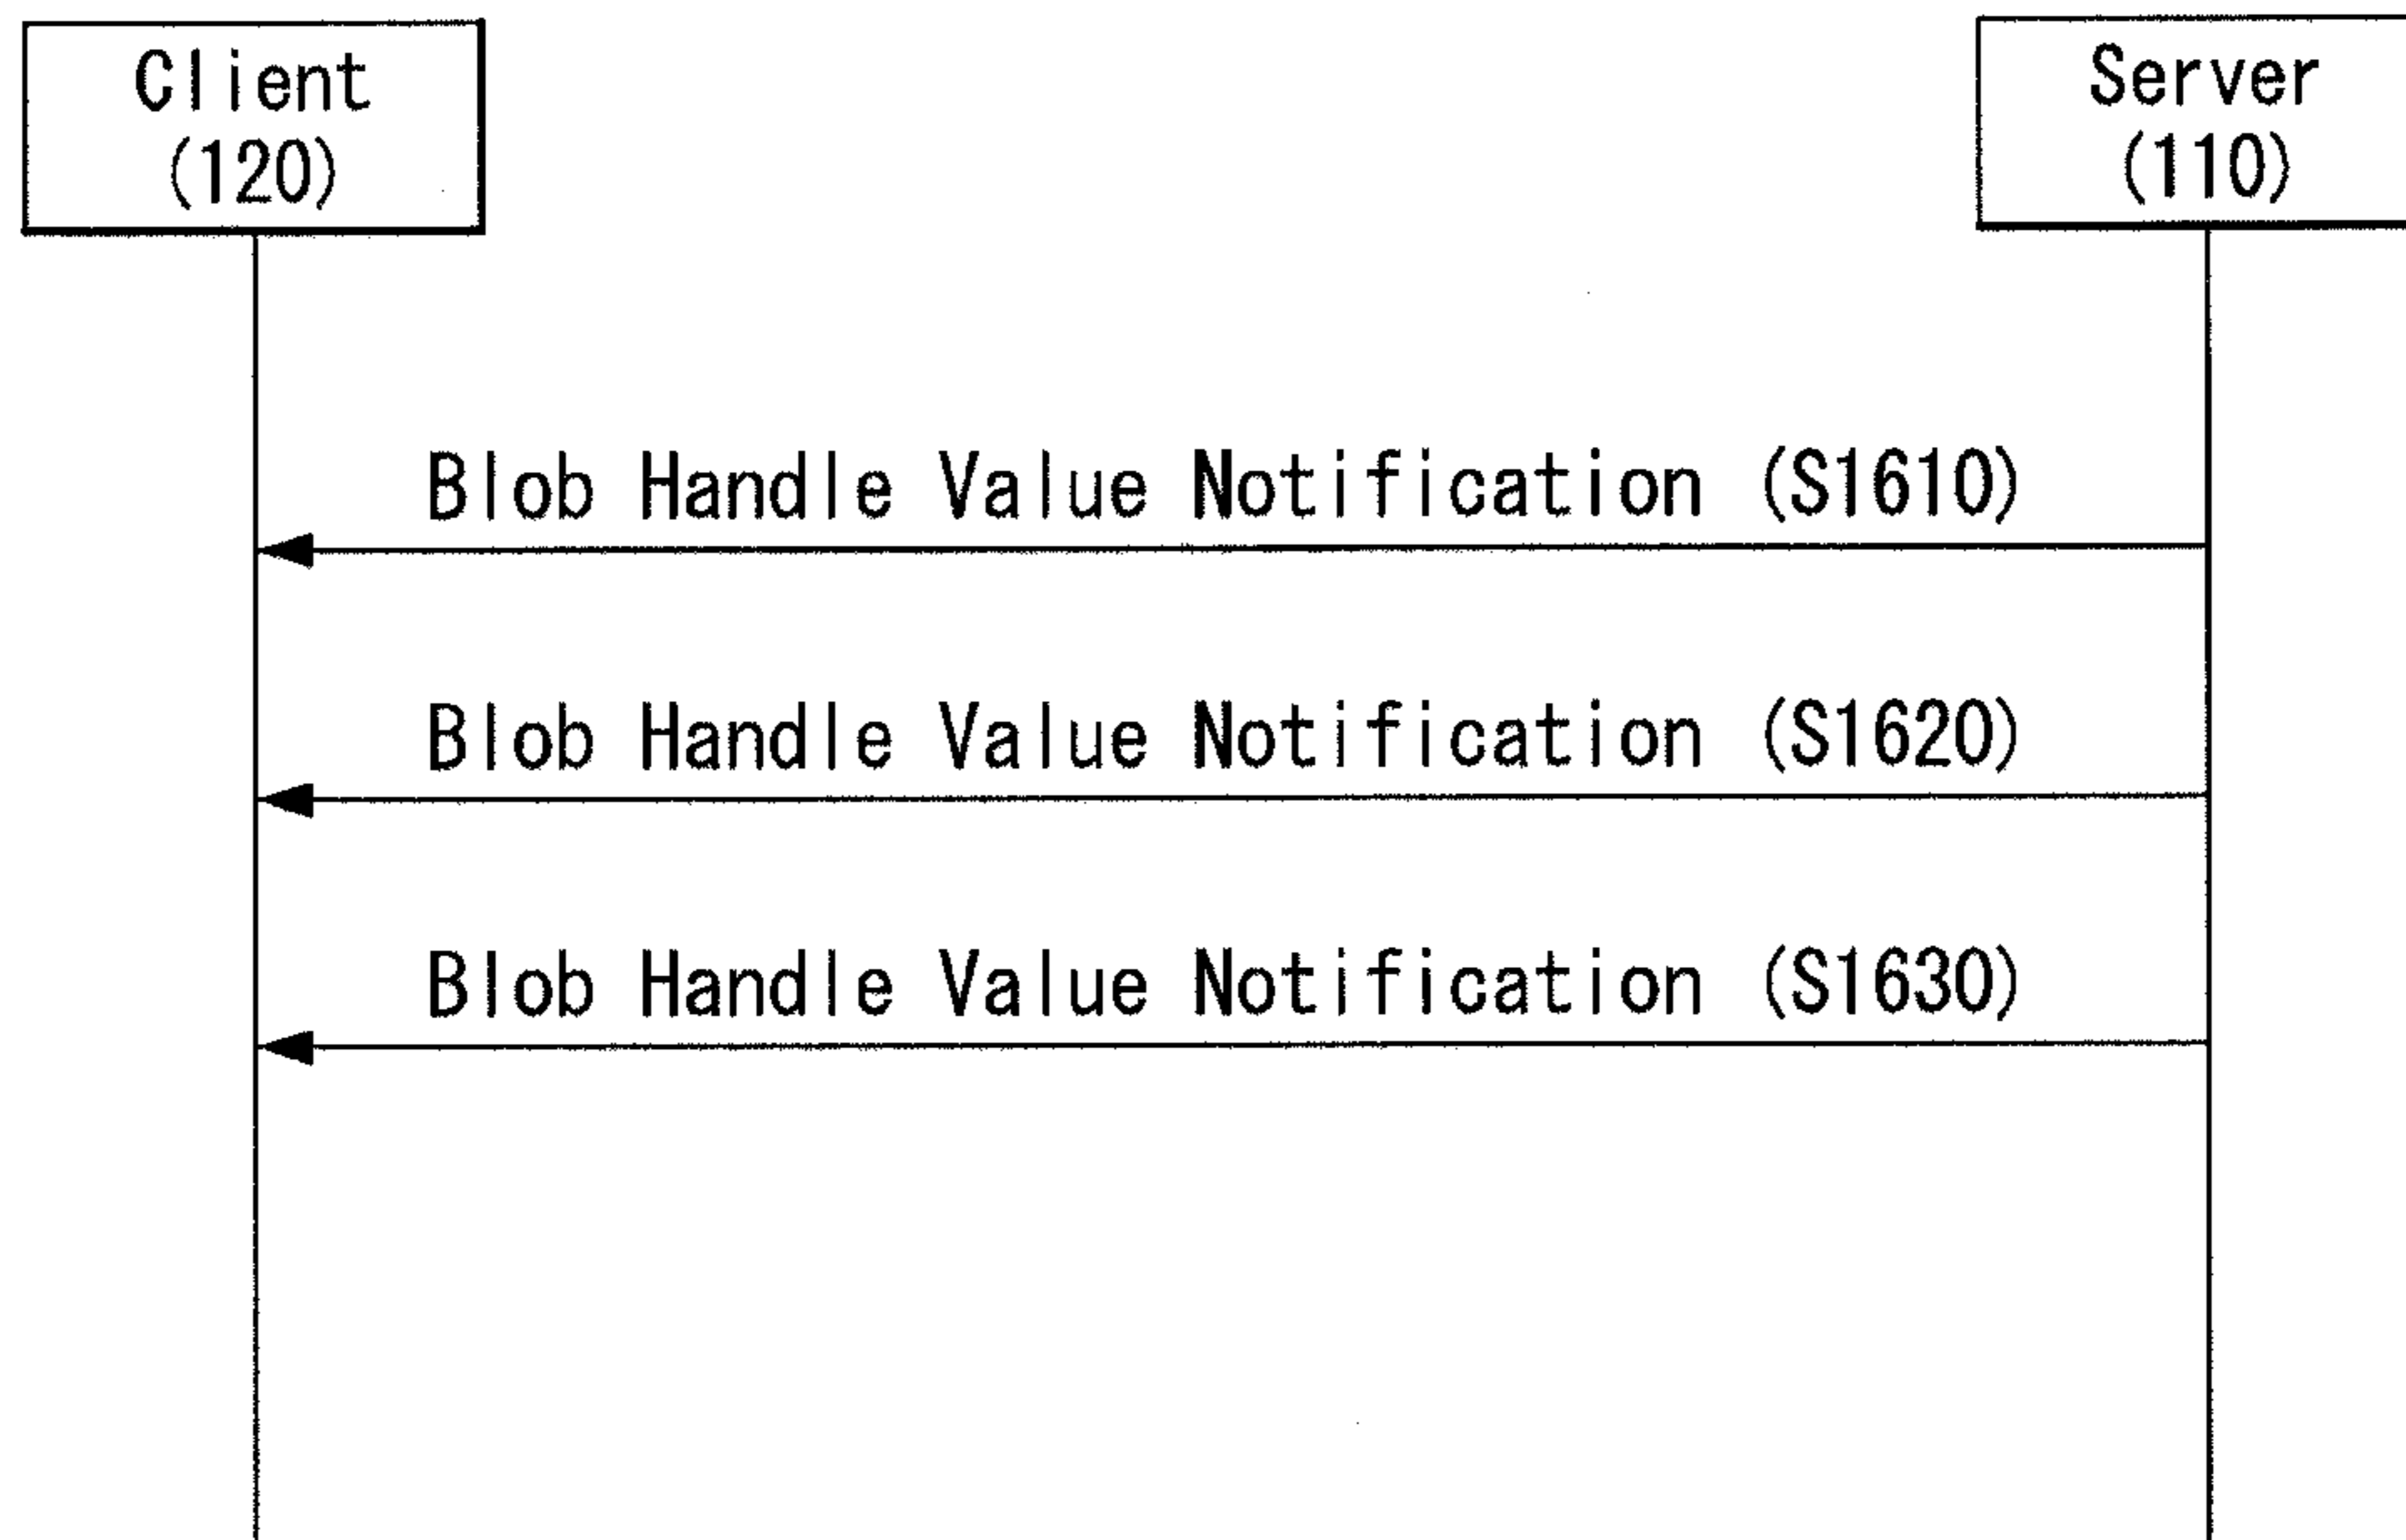 Client
(120)
Server
(110)
Blob Handle Value Notification (S1610)
Blob Handle Value Notification (S1620)
Blob Handle Value Notification (S1630)